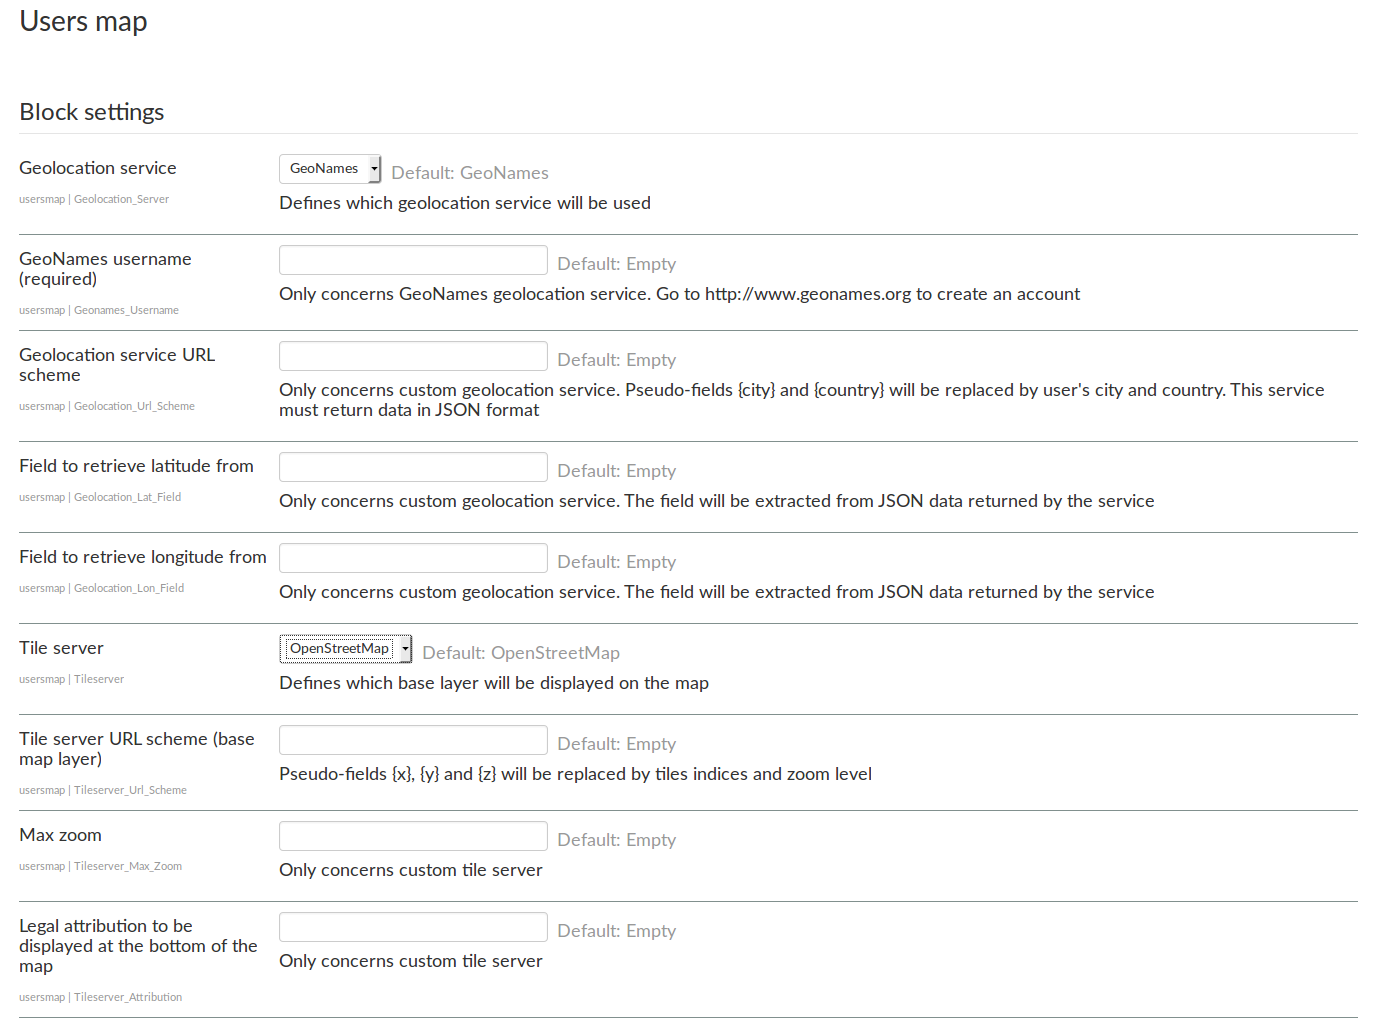 Users map
Block settings
Geolocation service
GeoNames
Default: GeoNames
usersmap | Geolocation_Server
Defines which geolocation service will be used
GeoNames username
(required)
Default: Empty
usersmap | Geonames_Username
Only concerns GeoNames geolocation service. Go to http://www.geonames.org to create an account
Geolocation service URL
scheme
Default: Empty
usersmap | Geolocation_Url_Scheme
Only concerns custom geolocation service. Pseudo-fields {city} and {country} will be replaced by user's city and country. This service
must return data in JSON format
Field to retrieve latitude from
Default: Empty
usersmap | Geolocation_Lat_Field
Only concerns custom geolocation service. The field will be extracted from JSON data returned by the service
Field to retrieve longitude from
Default: Empty
usersmap | Geolocation_Lon_Field
Only concerns custom geolocation service. The field will be extracted from JSON data returned by the service
Tile server
OpenStreetMap
Default: OpenStreetMap
usersmap | Tileserver
Defines which base layer will be displayed on the map
Tile server URL scheme (base
map layer)
Default: Empty
usersmap | Tileserver_Url_Scheme
Pseudo-fields {x}, {y} and {z} will be replaced by tiles indices and zoom level
Max zoom
Default: Empty
usersmap | Tileserver_Max_Zoom
Only concerns custom tile server
Legal attribution to be
displayed at the bottom of the
map
Default: Empty
usersmap | Tileserver_Attribution
Only concerns custom tile server